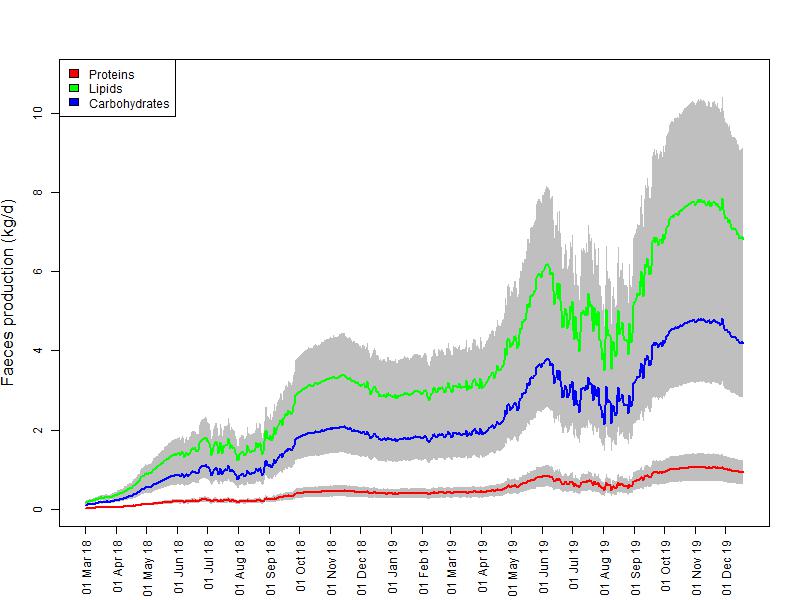 Proteins
Lipids
Carbohydrates
Faeces production (kg/d)
10
8
6
4
2
0
01 Mar 18
01 Apr 18
01 May 18
01 Jun 18
01 Jul 18
01 Aug 18
01 Sep 18
01 Oct 18
01 Nov 18
01 Dec 18
01 Jan 19
01 Feb 19
01 Mar 19
01 Apr 19
01 May 19
01 Jun 19
01 Jul 19
01 Aug 19
01 Sep 19
01 Oct 19
01 Nov 19
01 Dec 19